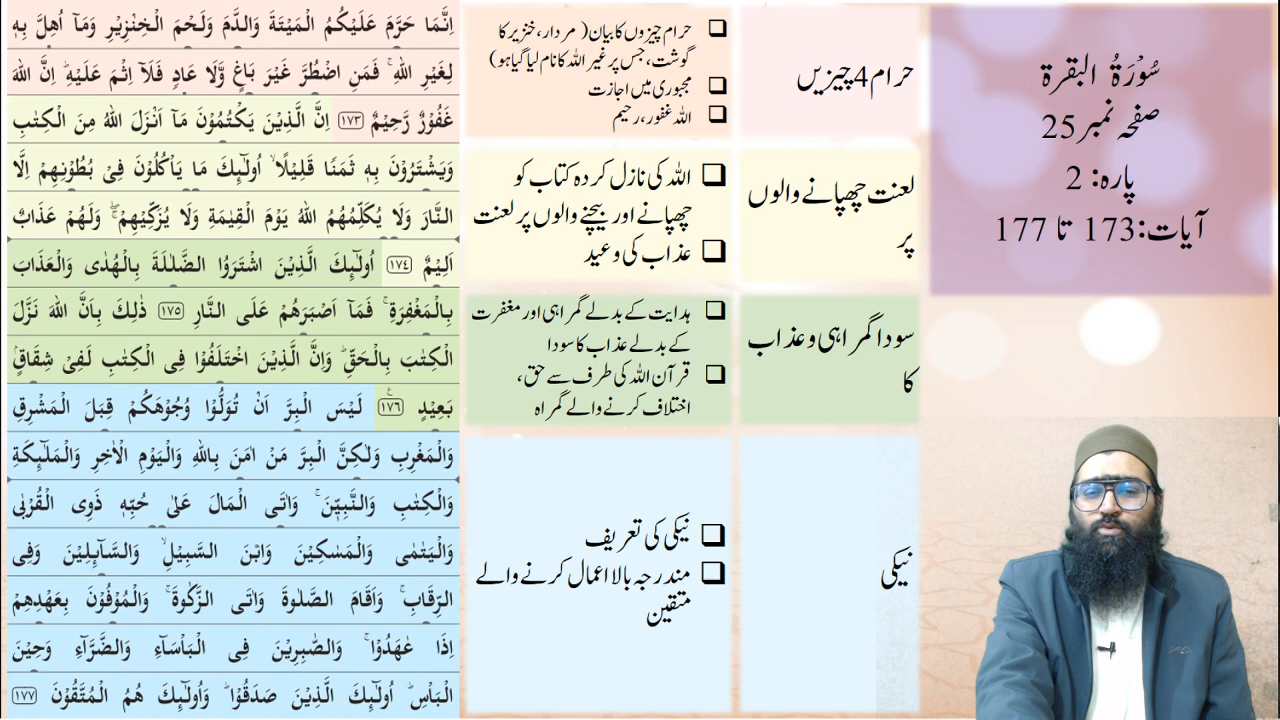 سُوْرَةُ البقرۃ
صفحہ نمبر 25
پارہ: 2
آیات:173 تا 177
حرام 4 چیزیں
❑ حرام چیزوں کا بیان( مردار،خنزیر کا
گوشت،جس پر غیر اللہ کا نام لیا گیا ہو)
❑ مجبوری میں اجازت
❑ اللہ غفور،رحیم
لعنت چھپانے والوں
پر
❑ اللہ کی نازل کردہ کتاب کو
چھپانے اور بیچنے والوں پر لعنت
❑ عذاب کی وعید
سودا گمراہی و عذاب
کا
❑ ہدایت کے بدلے گمراہی اور مغفرت
کے بدلے عذاب کا سودا
❑ قرآن اللہ کی طرف سے حق،
اختلاف کرنے والے گمراہ
نیکی
❑ نیکی کی تعریف
❑ مندرجہ بالا اعمال کرنے والے
متقین
اِنَّمَا حَرَّمَ عَلَيْكُمُ الْمَيْتَةَ وَالدَّمَ وَلَحْمَ الْخِنْزِيْرِ وَمَآ اُهِلَّ بِهٖ
لِغَيْرِ اللهِ ۚ فَمَنِ اضْطُرَّ غَيْرَ بَاغٍ وَّلَا عَادٍ فَلَآ اِثْمَ عَلَيْهِ ؕ اِنَّ اللهَ
غَفُوْرٌ رَّحِيْمٌ ١٧٣ اِنَّ الَّذِيْنَ يَكْتُمُوْنَ مَآ اَنْزَلَ اللهُ مِنَ الْكِتٰبِ
وَيَشْتَرُوْنَ بِهٖ ثَمَنًا قَلِيْلًا ۙ اُولٰٓئِكَ مَا يَاْكُلُوْنَ فِيْ بُطُوْنِهِمْ اِلَّا
النَّارَ وَلَا يُكَلِّمُهُمُ اللهُ يَوْمَ الْقِيٰمَةِ وَلَا يُزَكِّيْهِمْ ۖۚ وَلَهُمْ عَذَابٌ
اَلِيْمٌ ١٧٤ اُولٰٓئِكَ الَّذِيْنَ اشْتَرَوُا الضَّلٰلَةَ بِالْهُدٰى وَالْعَذَابَ
بِالْمَغْفِرَةِ ۚ فَمَآ اَصْبَرَهُمْ عَلَى النَّارِ ١٧٥ ذٰلِكَ بِاَنَّ اللهَ نَزَّلَ
الْكِتٰبَ بِالْحَقِّ ؕ وَاِنَّ الَّذِيْنَ اخْتَلَفُوْا فِي الْكِتٰبِ لَفِيْ شِقَاقٍۭ
بَعِيْدٍ ١٧٦ لَيْسَ الْبِرَّ اَنْ تُوَلُّوْا وُجُوْهَكُمْ قِبَلَ الْمَشْرِقِ
وَالْمَغْرِبِ وَلٰكِنَّ الْبِرَّ مَنْ اٰمَنَ بِاللهِ وَالْيَوْمِ الْاٰخِرِ وَالْمَلٰٓئِكَةِ
وَالْكِتٰبِ وَالنَّبِيّٖنَ ۚ وَاٰتَى الْمَالَ عَلٰى حُبِّهٖ ذَوِي الْقُرْبٰى
وَالْيَتٰمٰى وَالْمَسٰكِيْنَ وَابْنَ السَّبِيْلِ ۙ وَالسَّآئِلِيْنَ وَفِي
الرِّقَابِ ۚ وَاَقَامَ الصَّلٰوةَ وَاٰتَى الزَّكٰوةَ ۚ وَالْمُوْفُوْنَ بِعَهْدِهِمْ
اِذَا عٰهَدُوْا ۚ وَالصّٰبِرِيْنَ فِي الْبَاْسَآءِ وَالضَّرَّآءِ وَحِيْنَ
الْبَاْسِ ؕ اُولٰٓئِكَ الَّذِيْنَ صَدَقُوْا ؕ وَاُولٰٓئِكَ هُمُ الْمُتَّقُوْنَ ١٧٧